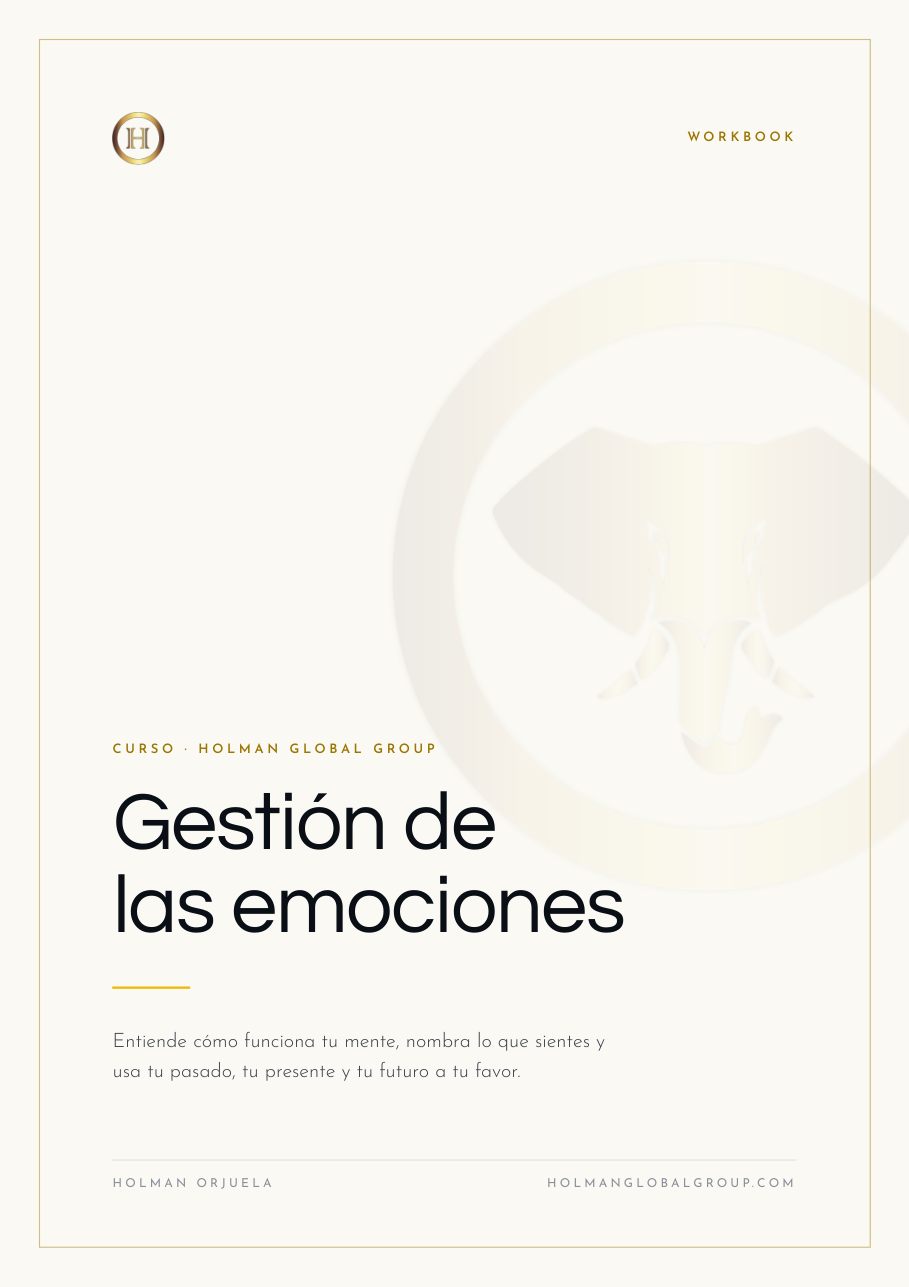 H
WORKBOOK
CURSO · HOLMAN GLOBAL GROUP
Gestión de
las emociones
Entiende cómo funciona tu mente, nombra lo que sientes y
usa tu pasado, tu presente y tu futuro a tu favor.
HOLMAN ORJUELA
HOLMANGLOBALGROUP.COM